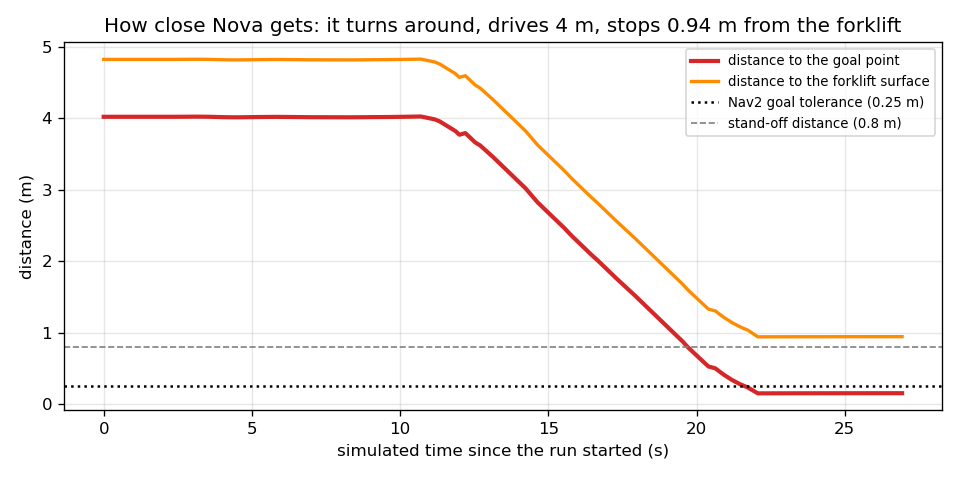 How close Nova gets: it turns around, drives 4 m, stops 0.94 m from the forklift
distance to the goal point
distance to the forklift surface
Nav2 goal tolerance (0.25 m)
stand-off distance (0.8 m)
distance (m)
5
4
3
2
1
0
0 5 10 15 20 25
simulated time since the run started (s)